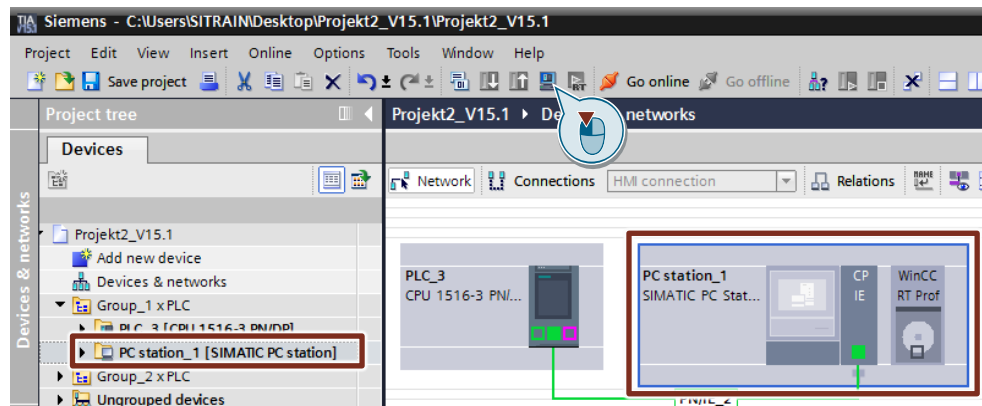 Siemens - C:\Users\SITRAIN\Desktop\Projekt2_V15.1\Projekt2_V15.1
Project Edit View Insert Online Options Tools Window Help
Save project Go online Go offline
Project tree
Projekt2_V15.1 networks
Devices
Network Connections HMI connection Relations
Devices & networks
Projekt2_V15.1
Add new device
Devices & networks
Group_1 x PLC
PLC_3 [CPU 1516-3 PN/DP]
PC station_1 [SIMATIC PC station]
Group_2 x PLC
Ungrouped devices
PLC_3
CPU 1516-3 PN/...
PC station_1
SIMATIC PC Stat...
CP
IE
WinCC
RT Prof
PN/IE_2